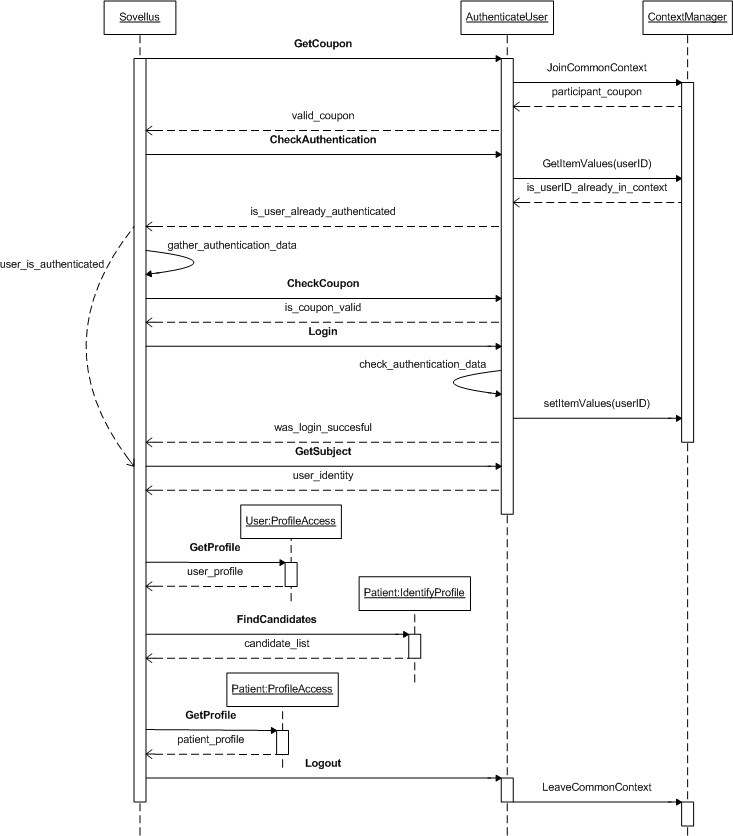 Sovellus
AuthenticateUser
ContextManager
GetCoupon
JoinCommonContext
participant_coupon
valid_coupon
CheckAuthentication
GetItemValues(userID)
is_userID_already_in_context
is_user_already_authenticated
gather_authentication_data
user_is_authenticated
CheckCoupon
is_coupon_valid
Login
check_authentication_data
setItemValues(userID)
was_login_succesful
GetSubject
user_identity
User:ProfileAccess
GetProfile
user_profile
Patient:IdentifyProfile
FindCandidates
candidate_list
Patient:ProfileAccess
GetProfile
patient_profile
Logout
LeaveCommonContext